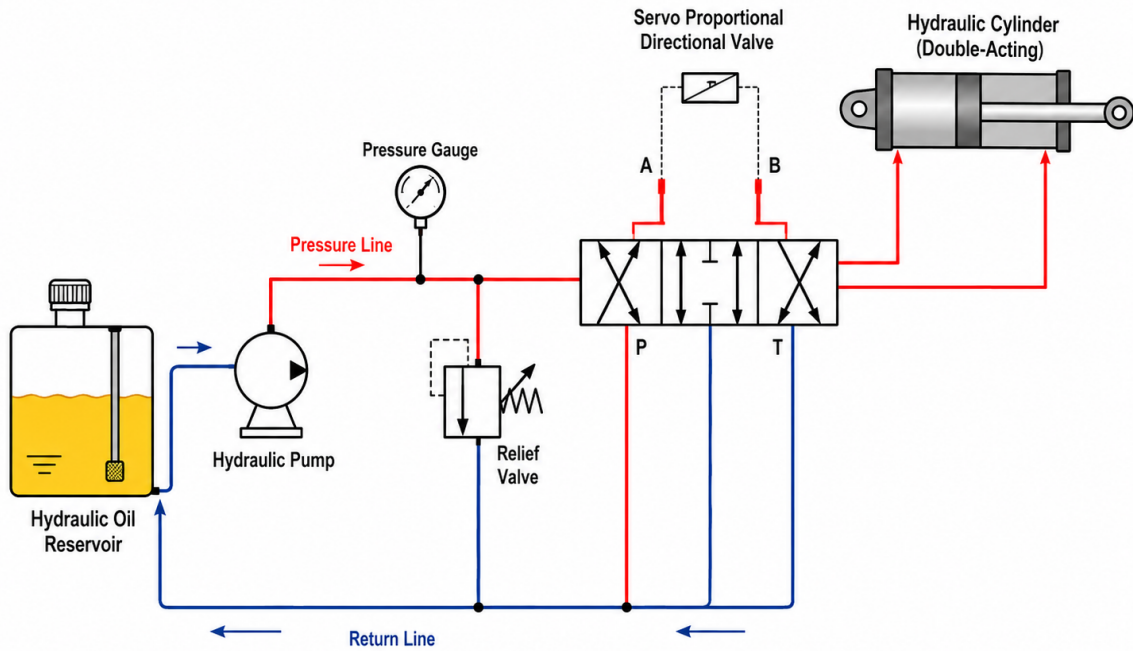 Servo Proportional
Directional Valve
Hydraulic Cylinder
(Double-Acting)
Pressure Gauge
A
B
Pressure Line
P
T
Hydraulic Pump
Relief
Valve
Hydraulic Oil
Reservoir
Return Line